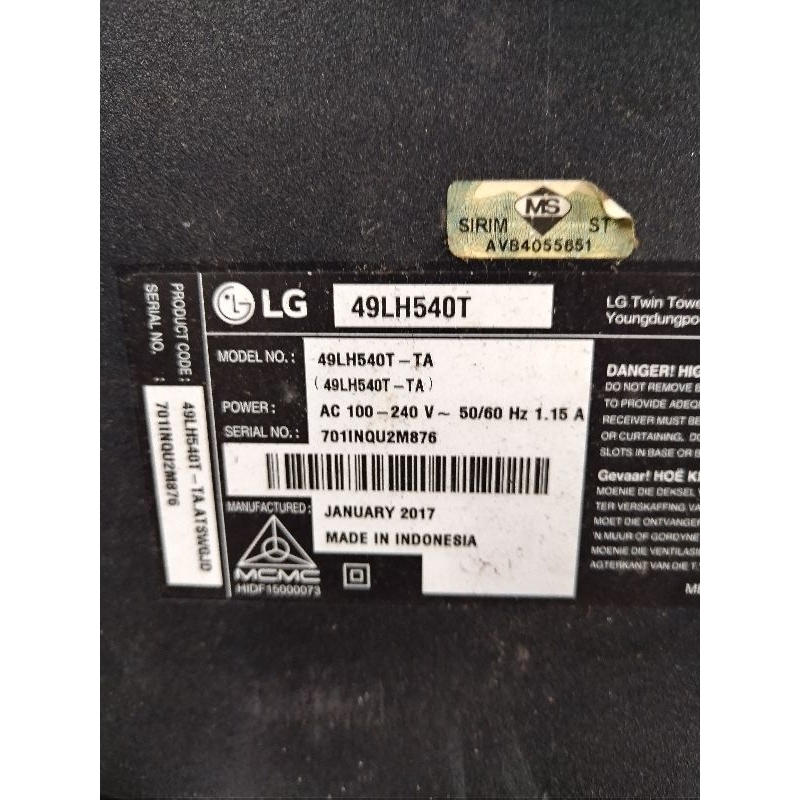 MS
SIRIM ST
AVB4055651
LG 49LH540T
LG Twin Towe
Youngdungpo
PRODUCT CODE: 49LH540T-TA.ATSWGJD
SERIAL NO. : 701INQU2M876
MODEL NO.: 49LH540T-TA
(49LH540T-TA)
POWER: AC 100-240 V~ 50/60 Hz 1.15 A
SERIAL NO.: 701INQU2M876
MANUFACTURED: JANUARY 2017
MADE IN INDONESIA
MCMC
HIDF15000073
DANGER! HIG
DO NOT REMOVE B
TO PROVIDE ADEQ
RECEIVER MUST BE
OR CURTAINING, DO
SLOTS IN BASE OR B
Gevaar! HOË K
MOENIE DIE DEKSEL
TER VERSKAFFING VA
MOET DIE ONTVANGER
'N MUUR OF GORDYNE
MOENIE DIE VENTILASI
AGTERKANT VAN DIE T.